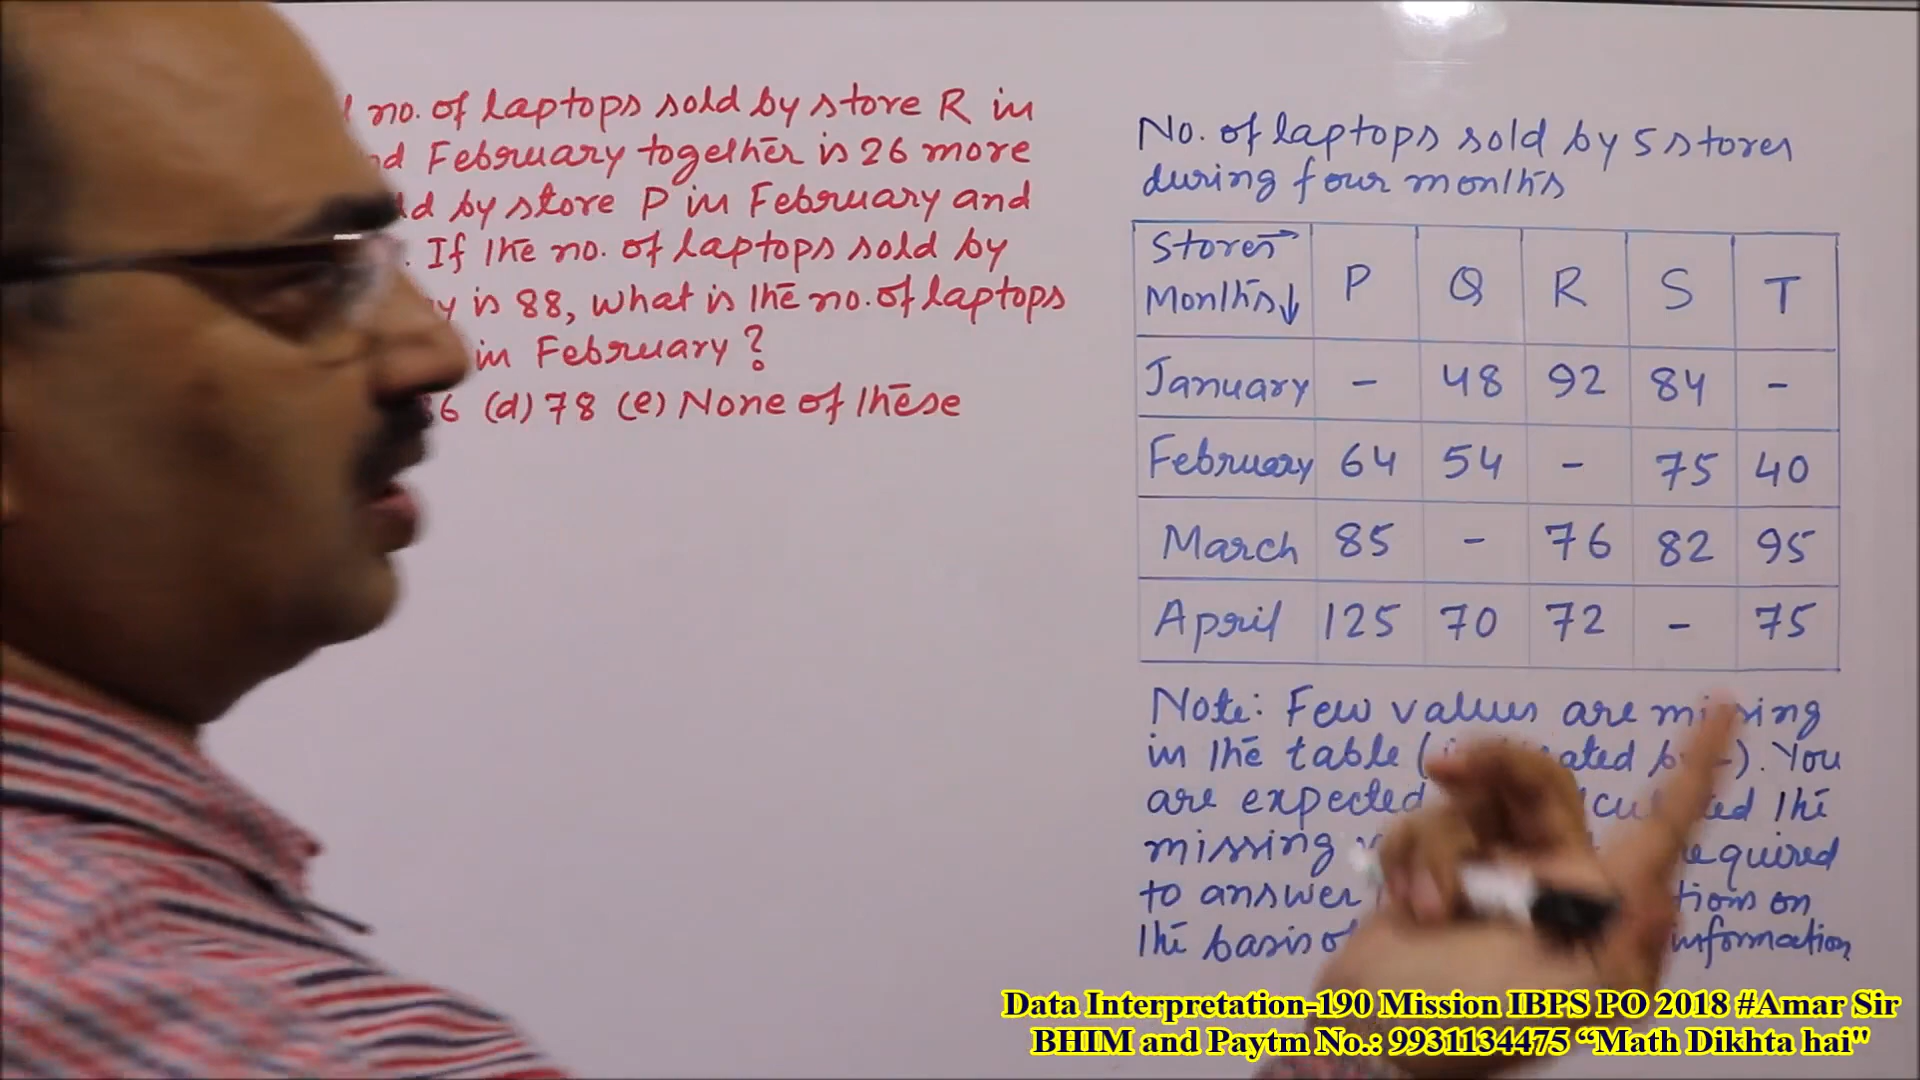 no. of laptops sold by store R in
February together is 26 more
by store P in February and
. If the no. of laptops sold by
y is 88, what is the no. of laptops
in February?
6 (d) 78 (e) None of these
No. of laptops sold by 5 stores
during four months
Stores→ Months↓ P Q R S T
January - 48 92 84 -
February 64 54 - 75 40
March 85 - 76 82 95
April 125 70 72 - 75
Note: Few values are missing
in the table ( ated by -). You
are expected the
missing required
to answer on
the basis of information
Data Interpretation-190 Mission IBPS PO 2018 #Amar Sir
BHIM and Paytm No.: 9931134475 “Math Dikhta hai"